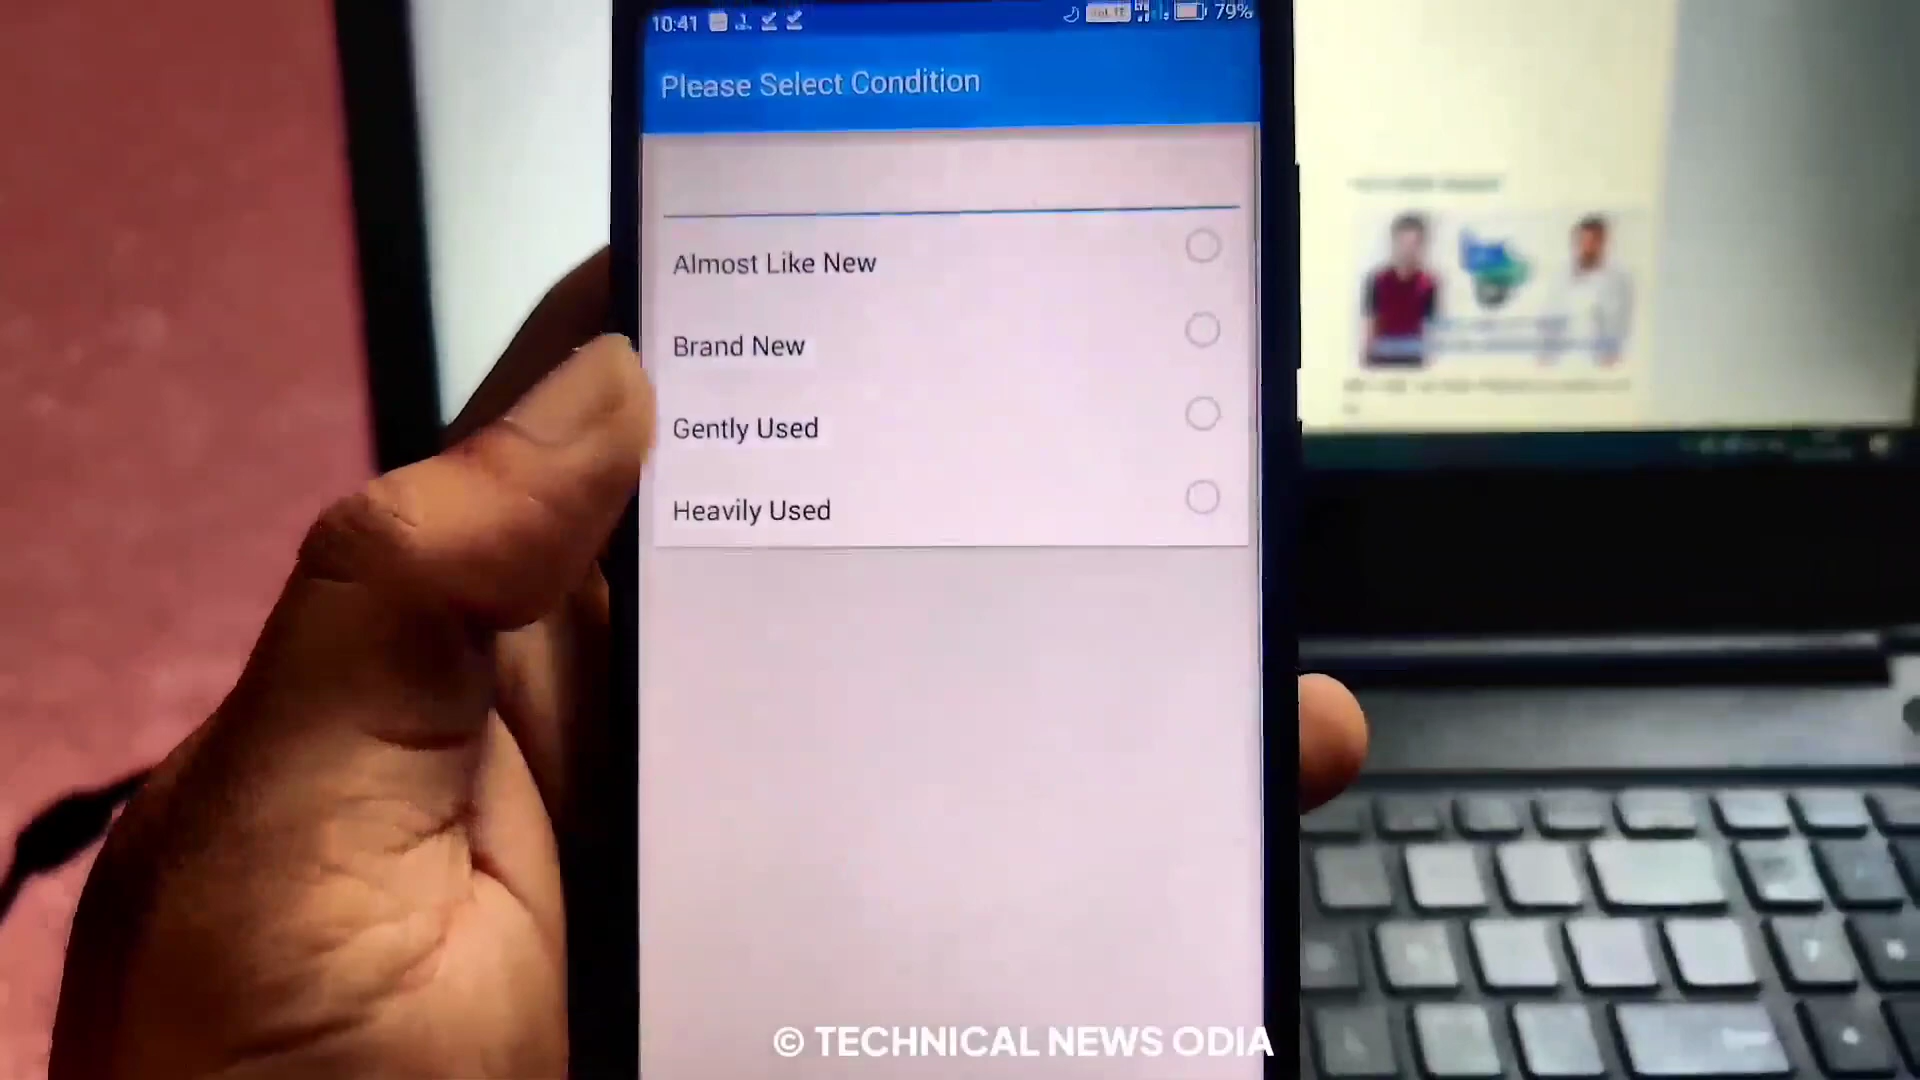 10:41
79%
Please Select Condition
Almost Like New
Brand New
Gently Used
Heavily Used
© TECHNICAL NEWS ODIA